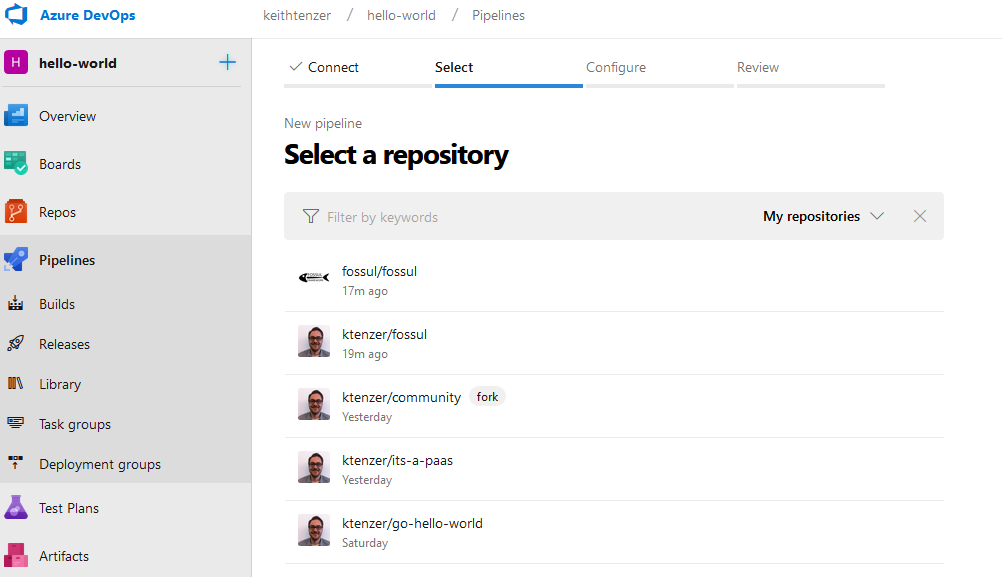 Azure DevOps
keithtenzer / hello-world / Pipelines
H hello-world
Overview
Boards
Repos
Pipelines
Builds
Releases
Library
Task groups
Deployment groups
Test Plans
Artifacts
Connect Select Configure Review
New pipeline
Select a repository
Filter by keywords My repositories
fossul/fossul
17m ago
ktenzer/fossul
19m ago
ktenzer/community fork
Yesterday
ktenzer/its-a-paas
Yesterday
ktenzer/go-hello-world
Saturday